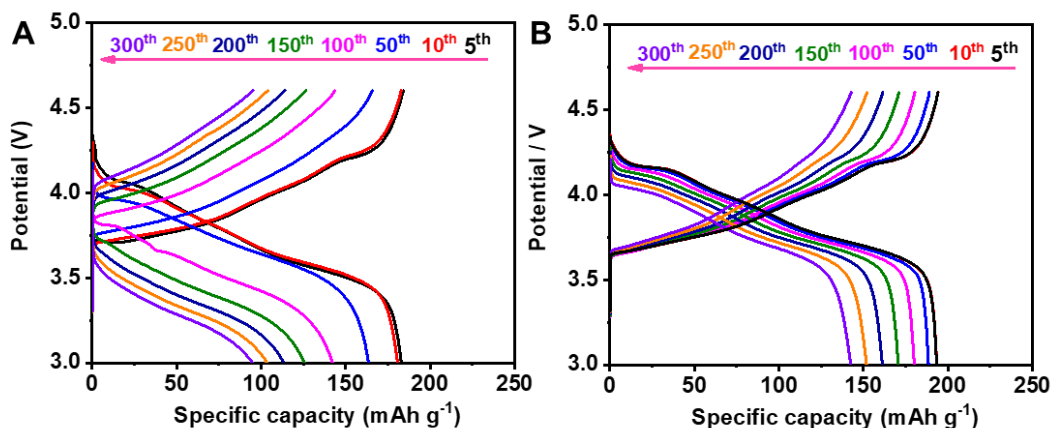 A
300th 250th 200th 150th 100th 50th 10th 5th
5.0
4.5
4.0
3.5
3.0
Potential (V)
0 50 100 150 200 250
Specific capacity (mAh g-1)
B
300th 250th 200th 150th 100th 50th 10th 5th
5.0
4.5
4.0
3.5
3.0
Potential / V
0 50 100 150 200 250
Specific capacity (mAh g-1)